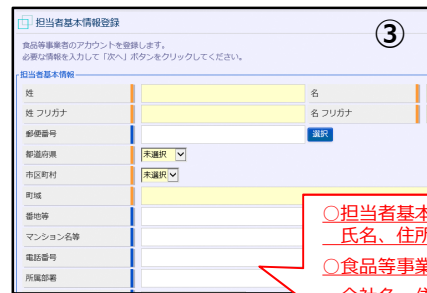 担当者基本情報登録
③
食品等事業者のアカウントを登録します。
必要な情報を入力して「次へ」ボタンをクリックしてください。
担当者基本情報
姓 名
姓 フリガナ 名 フリガナ
郵便番号 選択
都道府県 未選択
市区町村 未選択
町域
番地等
マンション名等
電話番号
所属部署
○担当者基本
氏名、住所
○食品等事業